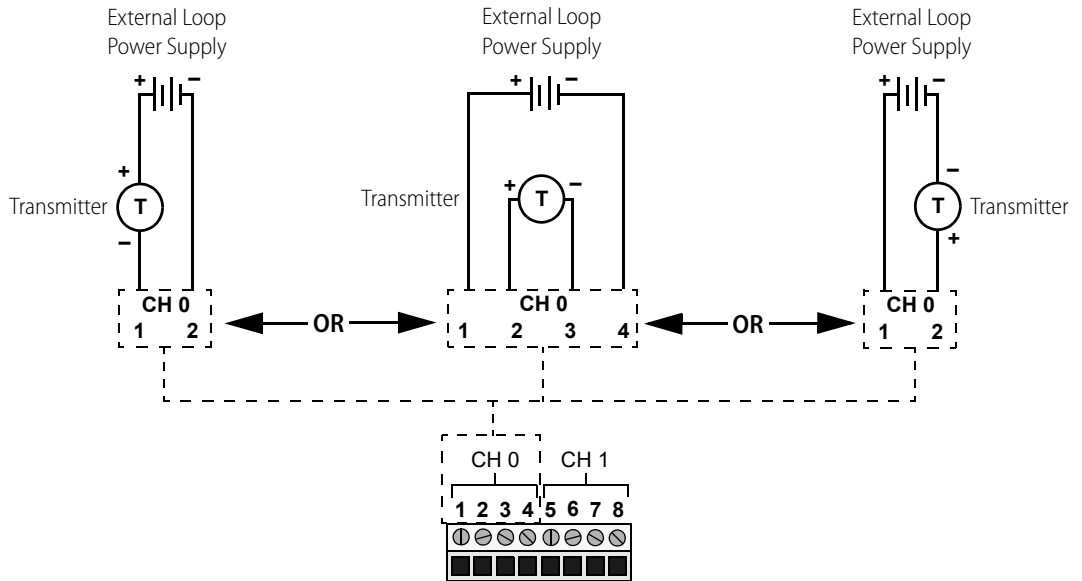 External Loop
Power Supply
External Loop
Power Supply
External Loop
Power Supply
+ −
+ −
+ −
+
Transmitter T
−
Transmitter + T −
−
T Transmitter
+
CH 0
1 2
OR
CH 0
1 2 3 4
OR
CH 0
1 2
CH 0 CH 1
1 2 3 4 5 6 7 8